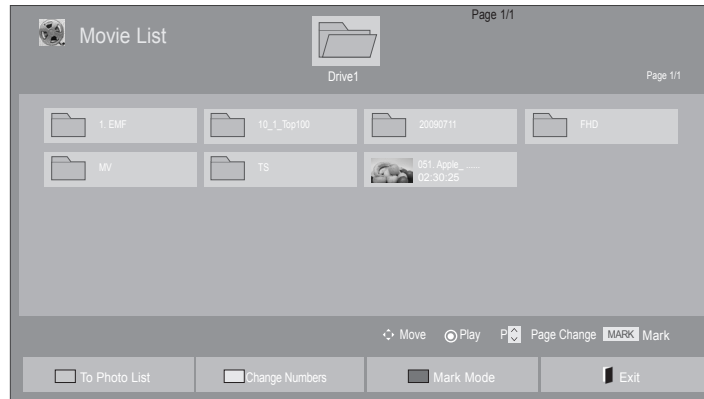 Page 1/1
Movie List
Drive1
Page 1/1
1. EMF
10_1_Top100
20090711
FHD
MV
TS
051. Apple_ ......
02:30:25
Move
Play
P
Page Change
MARK
Mark
To Photo List
Change Numbers
Mark Mode
Exit